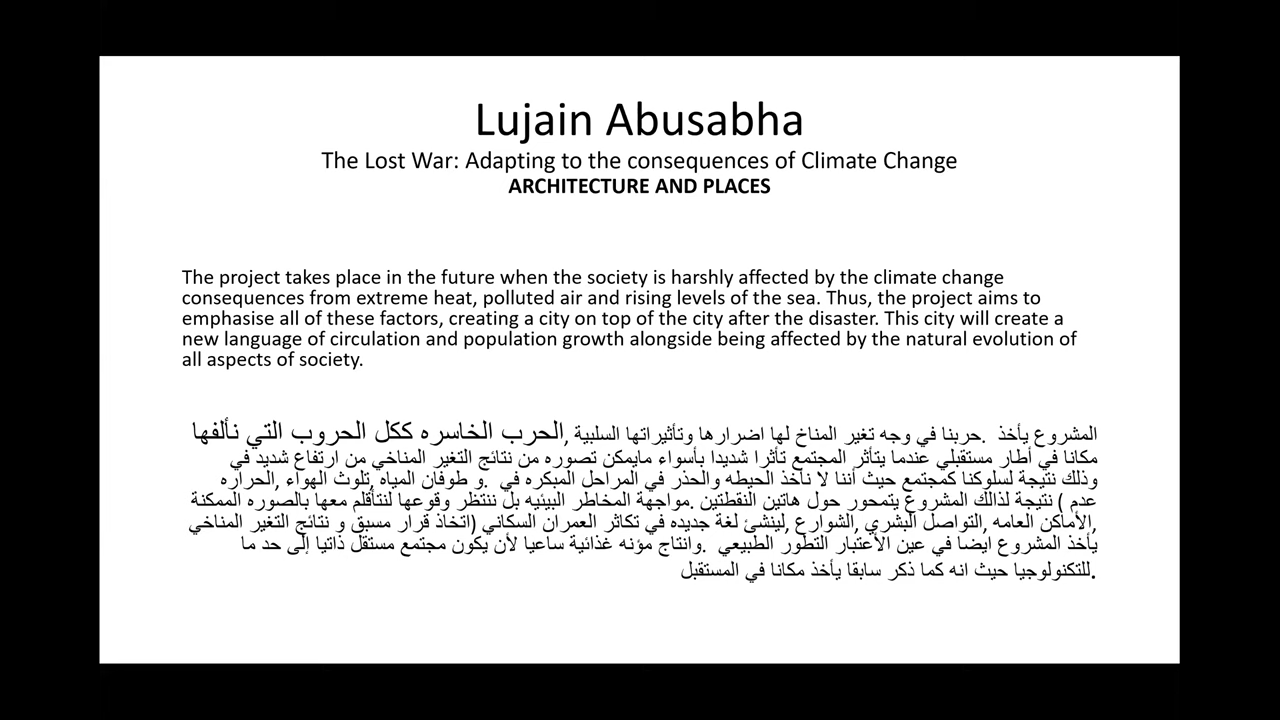 Lujain Abusabha
The Lost War: Adapting to the consequences of Climate Change
ARCHITECTURE AND PLACES
The project takes place in the future when the society is harshly affected by the climate change
consequences from extreme heat, polluted air and rising levels of the sea. Thus, the project aims to
emphasise all of these factors, creating a city on top of the city after the disaster. This city will create a
new language of circulation and population growth alongside being affected by the natural evolution of
all aspects of society.
الحرب الخاسره ككل الحروب التي نألفها, حربنا في وجه تغير المناخ لها اضرارها وتأثيراتها السلبية. المشروع يأخذ
مكانا في أطار مستقبلي عندما يتأثر المجتمع تأثرا شديدا بأسواء مايمكن تصوره من نتائج التغير المناخي من ارتفاع شديد في
الحراره, تلوث الهواء, و طوفان المياه. وذلك نتيجة لسلوكنا كمجتمع حيث أننا لا نأخذ الحيطه والحذر في المراحل المبكره في
مواجهة المخاطر البيئيه بل ننتظر وقوعها لنتأقلم معها بالصوره الممكنة. نتيجة لذالك المشروع يتمحور حول هاتين النقطتين ( عدم
اتخاذ قرار مسبق و نتائج التغير المناخي) لينشئ لغة جديده في تكاثر العمران السكاني, الشوارع, التواصل البشري, الأماكن العامه,
وانتاج مؤنه غذائية ساعيا لأن يكون مجتمع مستقل ذاتيا إلى حد ما. يأخذ المشروع ايضا في عين الأعتبار التطور الطبيعي
للتكنولوجيا حيث انه كما ذكر سابقا يأخذ مكانا في المستقبل.